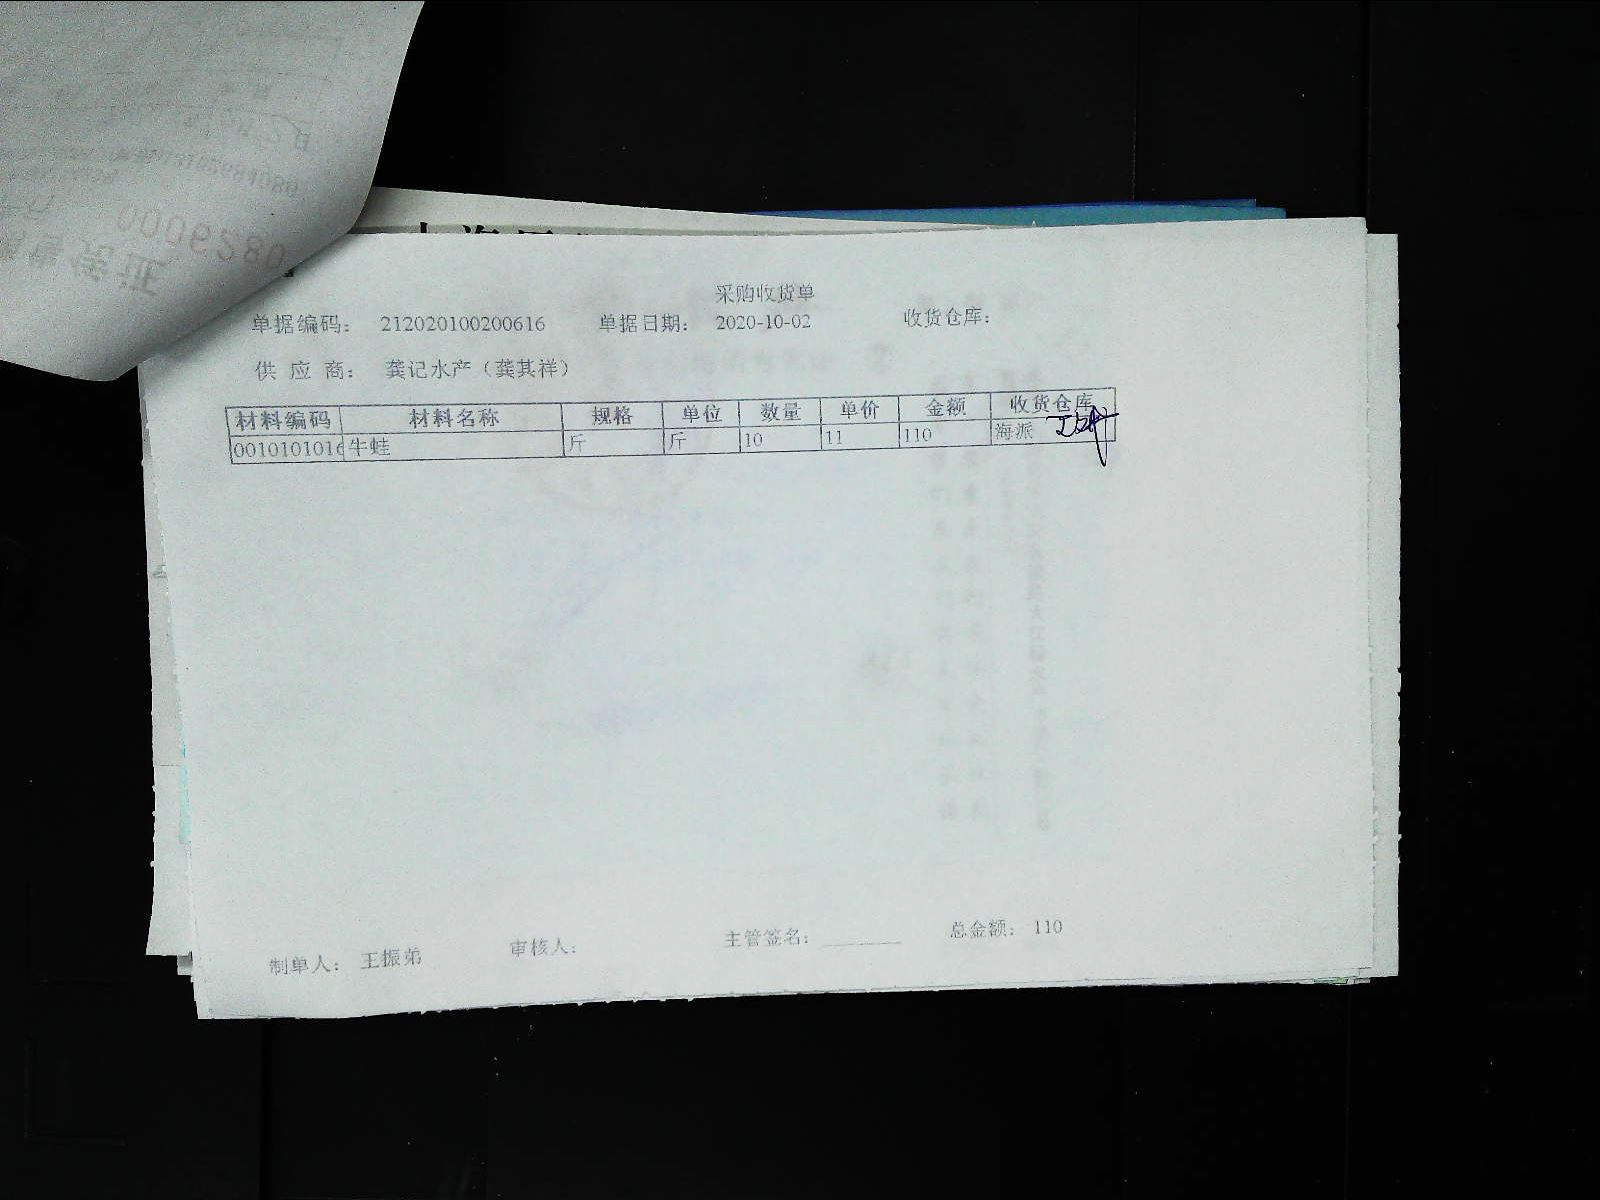 采购收货单
单据编码： 212020100200616 单据日期： 2020-10-02 收货仓库：
供 应 商： 龚记水产（龚其祥）
材料编码 材料名称 规格 单位 数量 单价 金额 收货仓库
0010101016 牛蛙 斤 斤 10 11 110 海派
制单人： 王振弟 审核人： 主管签名： ________ 总金额： 110
0006280